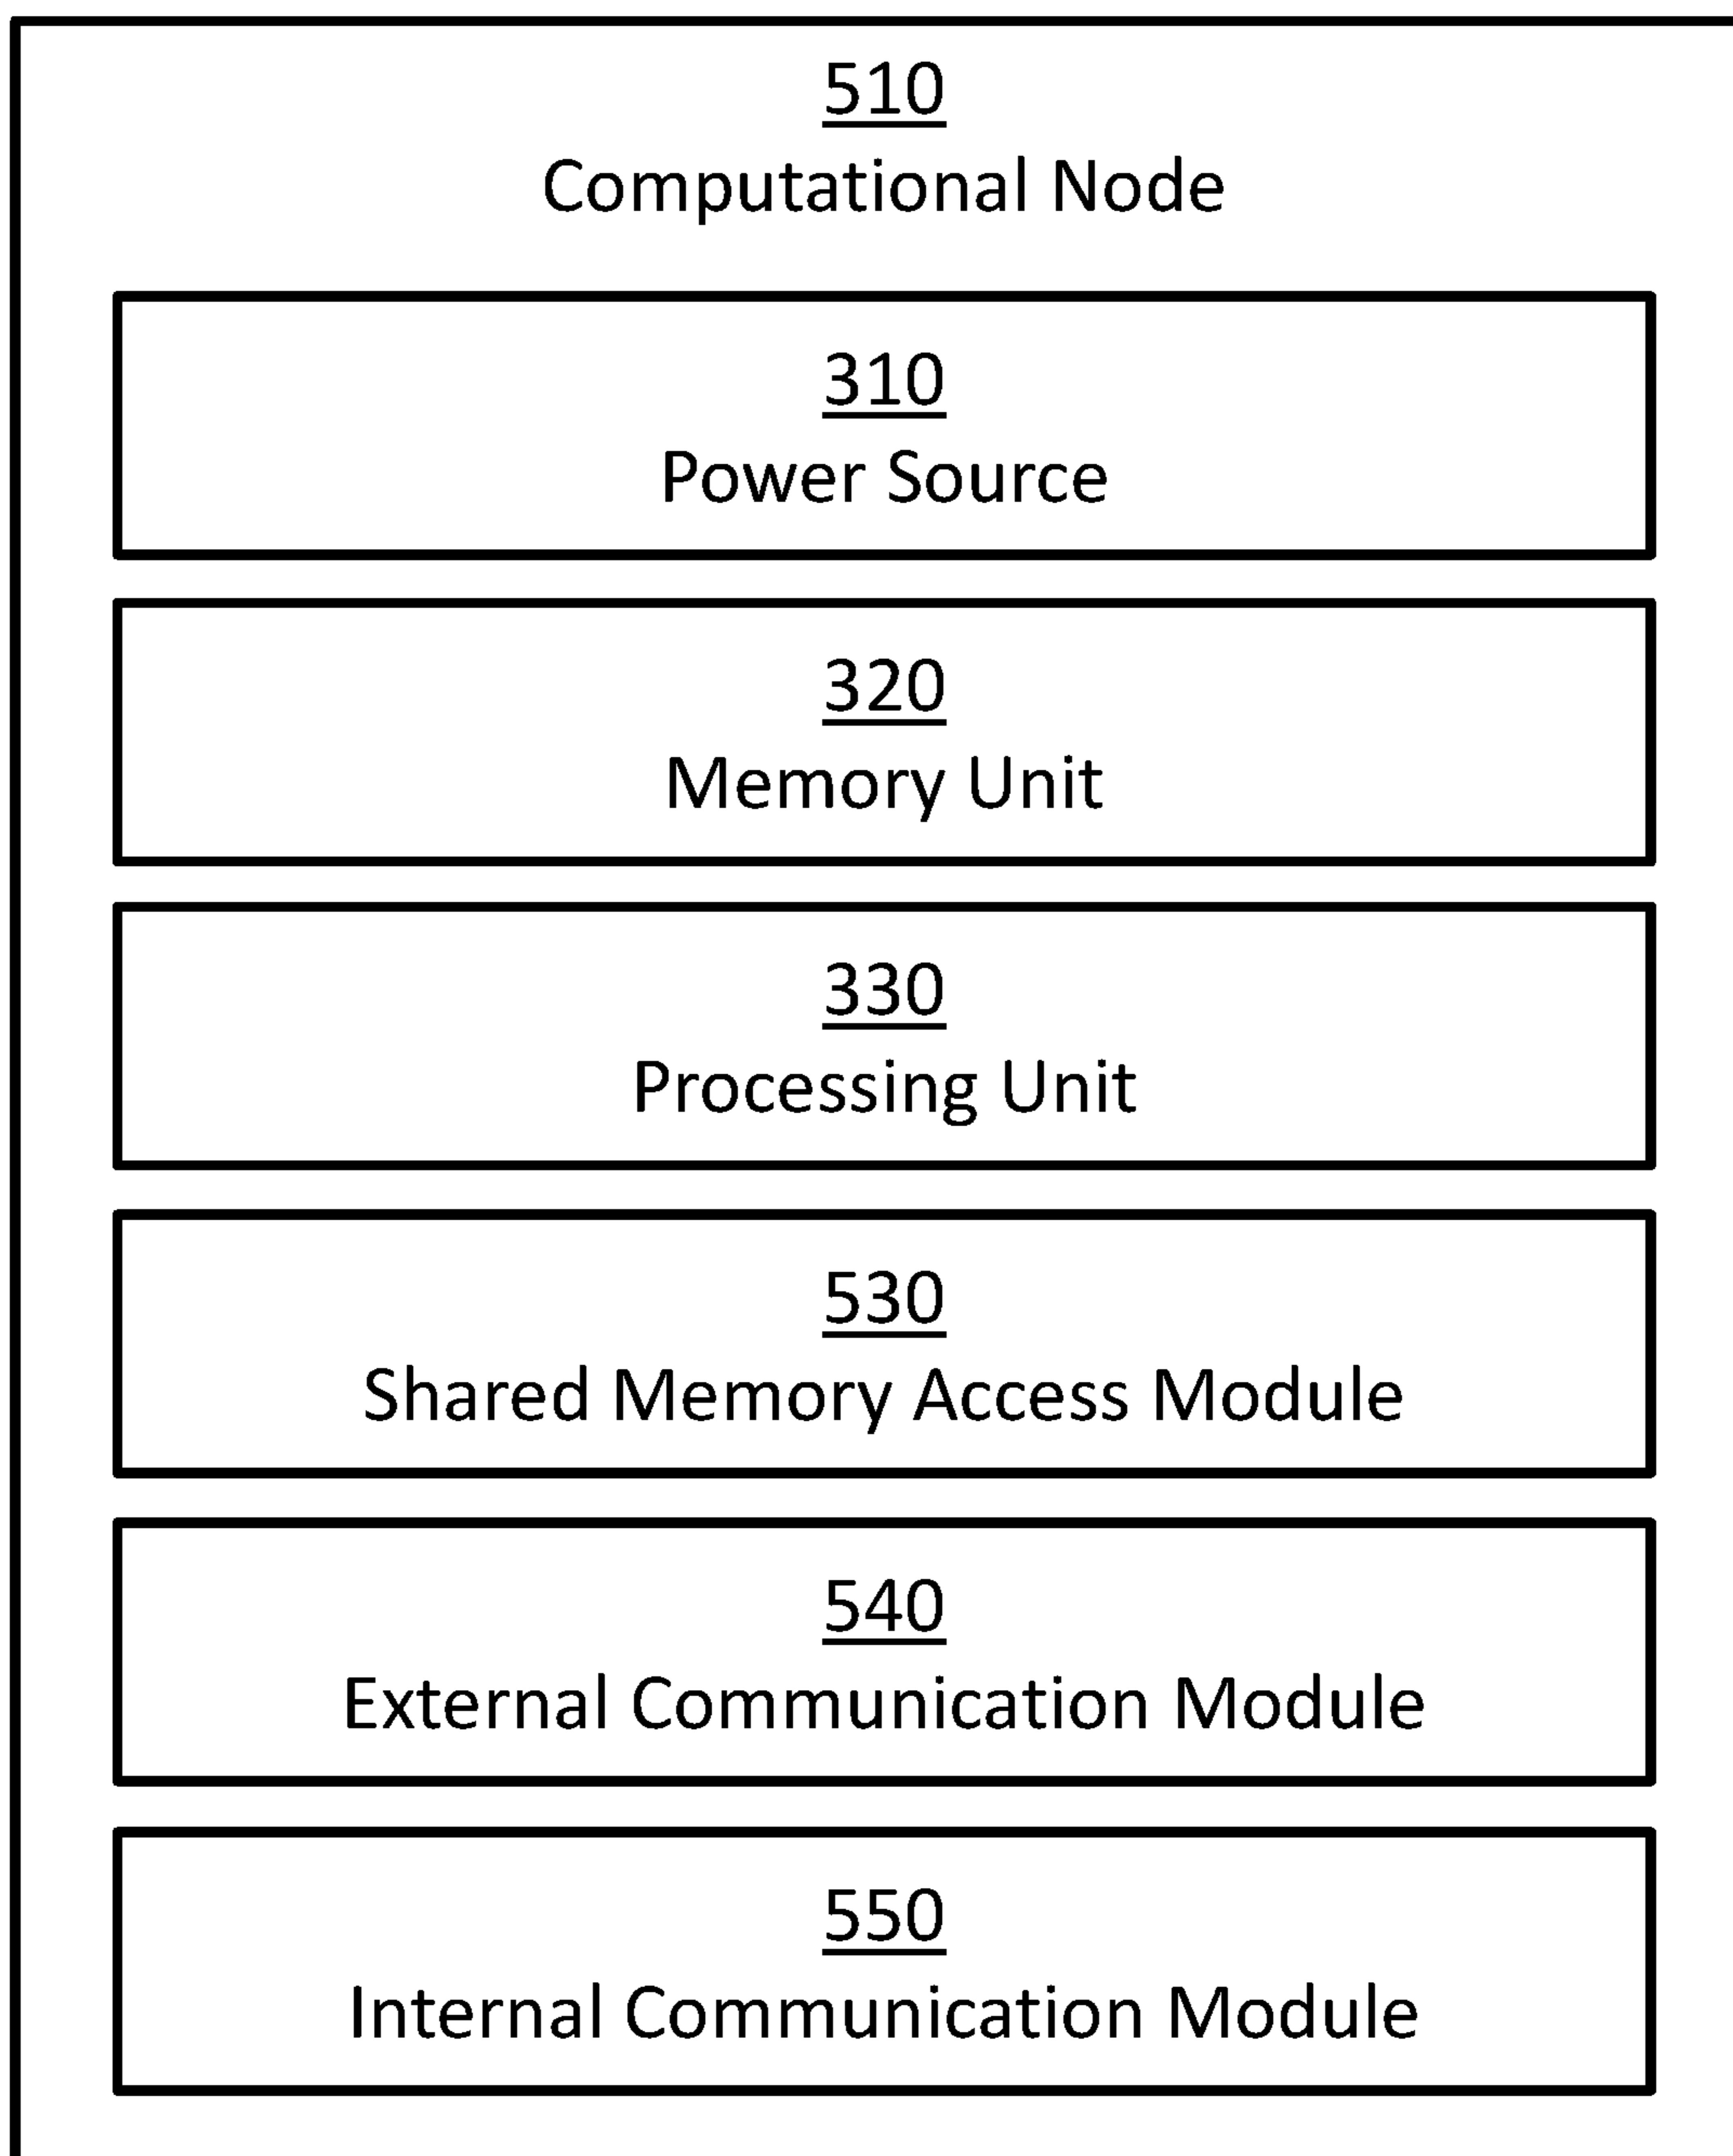 510
Computational Node
310
Power Source
320
Memory Unit
330
Processing Unit
530
Shared Memory Access Module
540
External Communication Module
550
Internal Communication Module